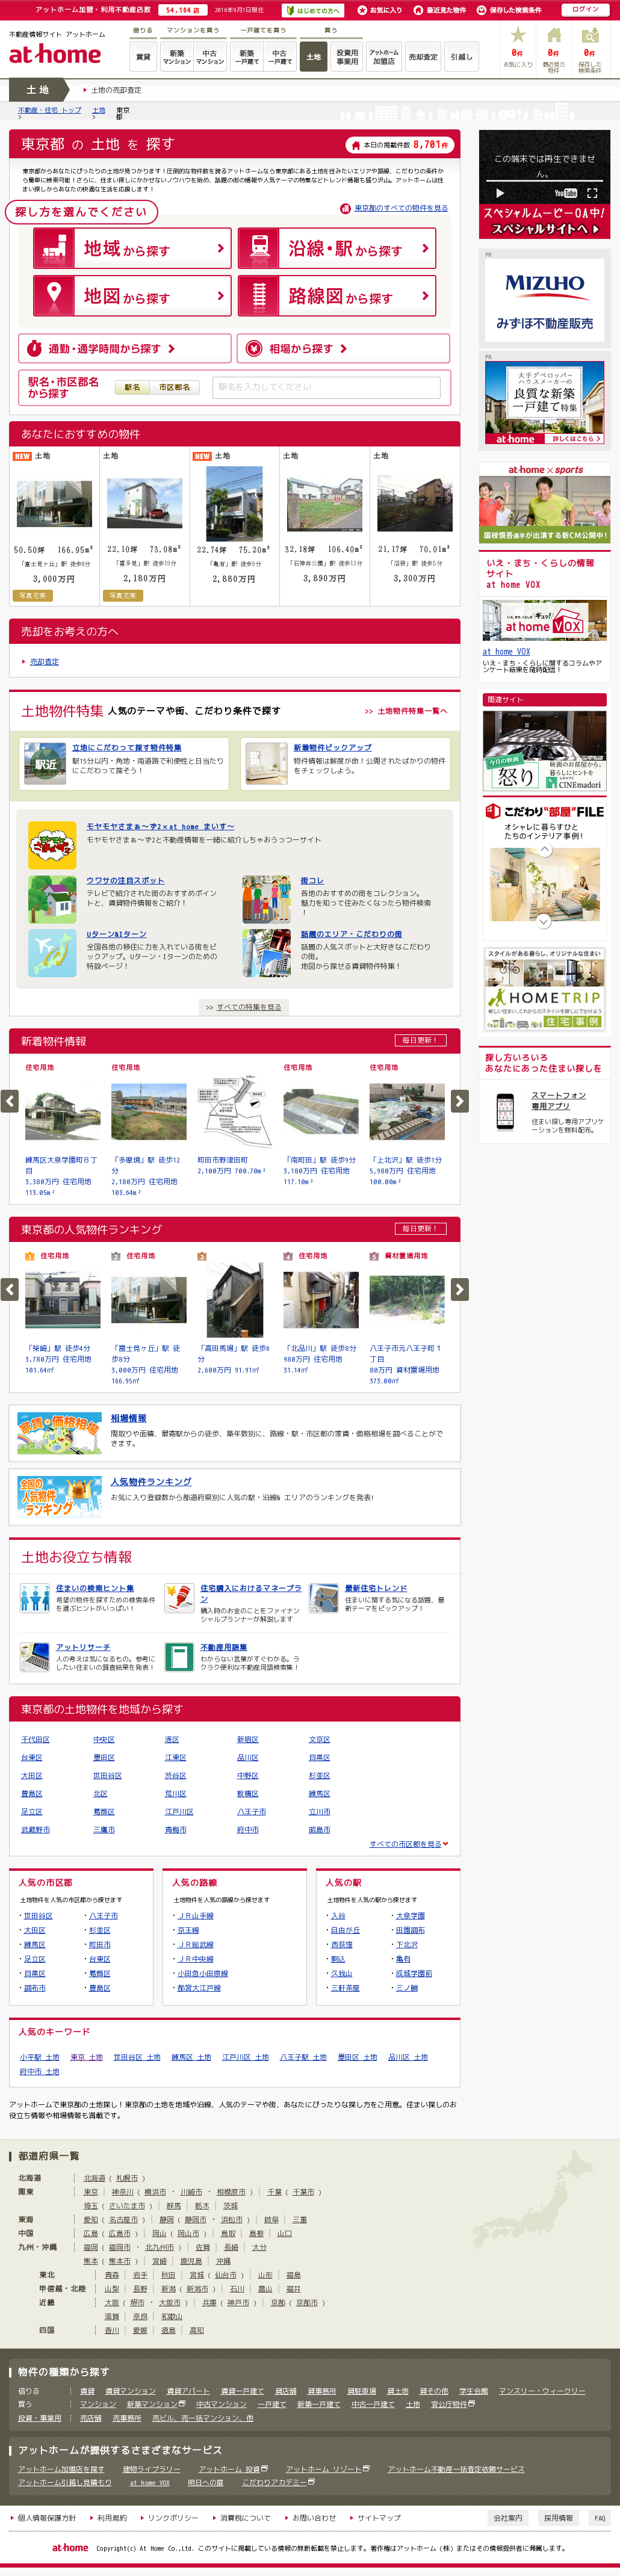 アットホーム加盟・利用不動産店数 54,164 店 2016年9月1日現在
はじめての方へ
お気に入り 最近見た物件 保存した検索条件
ログイン
不動産情報サイト アットホーム
at home
借りる マンションを買う 一戸建てを買う 買う
賃貸 新築マンション 中古マンション 新築一戸建て 中古一戸建て 土地 投資用事業用 アットホーム加盟店 売却査定 引越し
0件 お気に入り
0件 最近見た物件
0件 保存した検索条件
土地
土地の売却査定
不動産・住宅 トップ > 土地 > 東京都
東京都 の 土地 を 探す
本日の掲載件数 8,701件
東京都からあなたにぴったりの土地が見つかります！圧倒的な物件数を誇るアットホームなら東京都にある土地を住みたいエリアや路線、こだわりの条件から簡単に検索可能！さらに、住まい探しにかかせないノウハウを始め、話題の街の情報や人気テーマの特集などトレンド情報も盛り沢山。アットホームは住まい探しからあなたの快適な生活を応援します！
探し方を選んでください
東京都のすべての物件を見る
地域から探す
沿線・駅から探す
地図から探す
路線図から探す
通勤・通学時間から探す
相場から探す
駅名・市区郡名から探す
駅名 市区郡名
駅名を入力してください
あなたにおすすめの物件
NEW 土地
50.50坪 166.95m²
「富士見ヶ丘」駅 徒歩8分
3,000万円
写真充実
土地
22.10坪 73.08m²
「喜多見」駅 徒歩19分
2,180万円
写真充実
NEW 土地
22.74坪 75.20m²
「亀有」駅 徒歩9分
2,880万円
土地
32.18坪 106.40m²
「石神井公園」駅 徒歩13分
3,890万円
土地
21.17坪 70.01m²
「沼袋」駅 徒歩5分
3,300万円
売却をお考えの方へ
売却査定
土地物件特集 人気のテーマや街、こだわり条件で探す
>> 土地物件特集一覧へ
駅近
立地にこだわって探す物件特集
駅15分以内・角地・南道路で利便性と日当たりにこだわって探そう！
新着物件ピックアップ
物件情報は鮮度が命！公開されたばかりの物件をチェックしよう。
モヤモヤさまぁ～ず2×at home まいす～
モヤモヤさまぁ～ず2と不動産情報を一緒に紹介しちゃおうっつーサイト
ウワサの注目スポット
テレビで紹介された街のおすすめポイントと、賃貸物件情報をご紹介！
街コレ
各地のおすすめの街をコレクション。魅力を知って住みたくなったら物件検索！
UターンNIターン
全国各地の移住に力を入れている街をピックアップ。Uターン・Iターンのための特設ページ！
話題のエリア・こだわりの街
話題の人気スポットと大好きなこだわりの街。
地図から探せる賃貸物件特集！
>> すべての特集を見る
新着物件情報
毎日更新！
住宅用地
練馬区大泉学園町８丁目
3,380万円 住宅用地
113.05m²
住宅用地
「多摩境」駅 徒歩12分
2,180万円 住宅用地
103.64m²
町田市野津田町
2,100万円 700.70m²
住宅用地
「南町田」駅 徒歩9分
3,180万円 住宅用地
117.10m²
住宅用地
「上北沢」駅 徒歩1分
5,980万円 住宅用地
100.00m²
東京都の人気物件ランキング
毎日更新！
1 住宅用地
「柴崎」駅 徒歩4分
3,780万円 住宅用地
101.64㎡
2 住宅用地
「富士見ヶ丘」駅 徒歩8分
3,000万円 住宅用地
166.95㎡
3
「高田馬場」駅 徒歩6分
2,600万円 91.91㎡
4 住宅用地
「北品川」駅 徒歩8分
980万円 住宅用地
31.14㎡
5 資材置場用地
八王子市元八王子町１丁目
80万円 資材置場用地
373.00㎡
家賃・価格相場
相場情報
間取りや面積、最寄駅からの徒歩、築年数別に、路線・駅・市区郡の家賃・価格相場を調べることができます。
全国の人気物件ランキング
人気物件ランキング
お気に入り登録数から都道府県別に人気の駅・沿線& エリアのランキングを発表!
土地お役立ち情報
住まいの検索ヒント集
希望の物件を探すための検索条件を選ぶヒントがいっぱい！
住宅購入におけるマネープラン
購入時のお金のことをファイナンシャルプランナーが解説します
最新住宅トレンド
住まいに関する気になる話題、最新テーマをピックアップ！
アットリサーチ
人の考えは気になるもの。参考にしたい住まいの調査結果を発表！
不動産用語集
わからない言葉がすぐわかる。ラクラク便利な不動産用語検索集！
東京都の土地物件を地域から探す
千代田区 中央区 港区 新宿区 文京区
台東区 墨田区 江東区 品川区 目黒区
大田区 世田谷区 渋谷区 中野区 杉並区
豊島区 北区 荒川区 板橋区 練馬区
足立区 葛飾区 江戸川区 八王子市 立川市
武蔵野市 三鷹市 青梅市 府中市 昭島市
すべての市区郡を見る
人気の市区郡
土地物件を人気の市区郡から探せます
・世田谷区 ・八王子市
・大田区 ・杉並区
・練馬区 ・町田市
・足立区 ・台東区
・目黒区 ・葛飾区
・調布市 ・豊島区
人気の路線
土地物件を人気の路線から探せます
・ＪＲ山手線
・京王線
・ＪＲ総武線
・ＪＲ中央線
・小田急小田原線
・都営大江戸線
人気の駅
土地物件を人気の駅から探せます
・入谷 ・大泉学園
・自由が丘 ・田園調布
・西荻窪 ・下北沢
・駒込 ・亀有
・久我山 ・成城学園前
・三軒茶屋 ・三ノ輪
人気のキーワード
小平駅 土地 東京 土地 世田谷区 土地 練馬区 土地 江戸川区 土地 八王子駅 土地 墨田区 土地 品川区 土地
府中市 土地
アットホームで東京都の土地探し！東京都の土地を地域や沿線、人気のテーマや街、あなたにぴったりな探し方をご用意。住まい探しのお役立ち情報や相場情報も満載です。
この端末では再生できません。
YouTube
スペシャルムービーOA中!
スペシャルサイトへ
PR
MIZUHO
みずほ不動産販売
PR
大手デベロッパーハウスメーカーの良質な新築一戸建て特集
at home 詳しくはこちら
at home×sports
国枝慎吾選手が出演する新CM公開中!
いえ・まち・くらしの情報サイト
at home VOX
at home VOX
at home VOX
いえ・まち・くらしに関するコラムやアンケート結果を随時配信！
関連サイト
今月の映画 怒り
映画のお部屋から、暮らしにヒントを
CINEmadori
こだわり“部屋”FILE
オシャレに暮らすひとたちのインテリア事例!
スタイルがある暮らし、オリジナルな住まい
HOMETRIP
新しい住まい、これからのスタイルを探しにでかけよう
住宅事例
探し方いろいろ
あなたにあった住まい探しを
スマートフォン専用アプリ
住まい探し専用アプリケーションを無料配布。
都道府県一覧
北海道 北海道 ( 札幌市 )
関東 東京 神奈川 ( 横浜市 ・ 川崎市 ・ 相模原市 ) 千葉 ( 千葉市 )
埼玉 ( さいたま市 ) 群馬 栃木 茨城
東海 愛知 ( 名古屋市 ) 静岡 ( 静岡市 ・ 浜松市 ) 岐阜 三重
中国 広島 ( 広島市 ) 岡山 ( 岡山市 ) 鳥取 島根 山口
九州・沖縄 福岡 ( 福岡市 ・ 北九州市 ) 佐賀 長崎 大分
熊本 ( 熊本市 ) 宮崎 鹿児島 沖縄
東北 青森 岩手 秋田 宮城 ( 仙台市 ) 山形 福島
甲信越・北陸 山梨 長野 新潟 ( 新潟市 ) 石川 富山 福井
近畿 大阪 ( 堺市 ・ 大阪市 ) 兵庫 ( 神戸市 ) 京都 ( 京都市 )
滋賀 奈良 和歌山
四国 香川 愛媛 徳島 高知
物件の種類から探す
借りる 賃貸 賃貸マンション 賃貸アパート 賃貸一戸建て 貸店舗 貸事務所 貸駐車場 貸土地 貸その他 学生会館 マンスリー・ウィークリー
買う マンション 新築マンション 中古マンション 一戸建て 新築一戸建て 中古一戸建て 土地 官公庁物件
投資・事業用 売店舗 売事務所 売ビル、売一括マンション、他
アットホームが提供するさまざまなサービス
アットホーム加盟店を探す 建物ライブラリー アットホーム 投資 アットホーム リゾート アットホーム不動産一括査定依頼サービス
アットホーム引越し見積もり at home VOX 明日への扉 こだわりアカデミー
個人情報保護方針 利用規約 リンクポリシー 消費税について お問い合わせ サイトマップ
会社案内 採用情報 FAQ
at home Copyright(c) At Home Co.,Ltd. このサイトに掲載している情報の無断転載を禁止します。著作権はアットホーム（株）またはその情報提供者に帰属します。